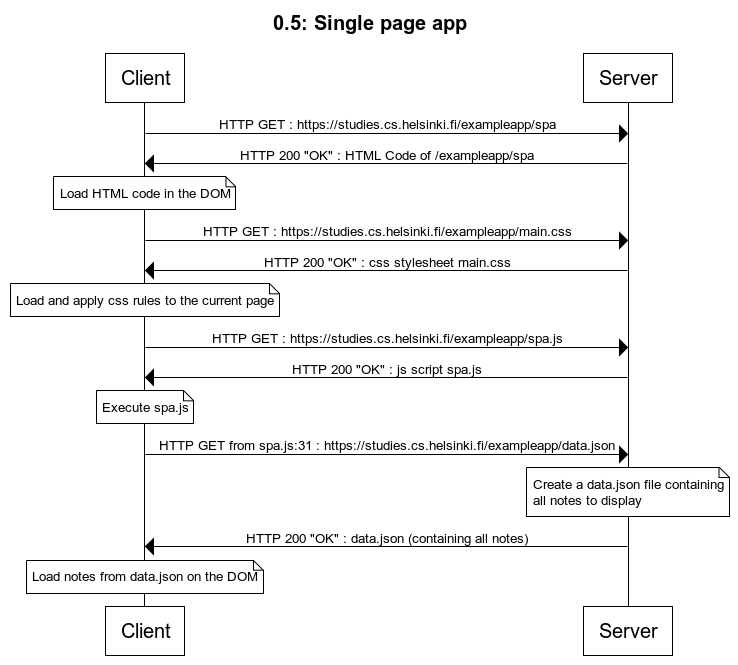 0.5: Single page app
Client
Server
HTTP GET : https://studies.cs.helsinki.fi/exampleapp/spa
HTTP 200 "OK" : HTML Code of /exampleapp/spa
Load HTML code in the DOM
HTTP GET : https://studies.cs.helsinki.fi/exampleapp/main.css
HTTP 200 "OK" : css stylesheet main.css
Load and apply css rules to the current page
HTTP GET : https://studies.cs.helsinki.fi/exampleapp/spa.js
HTTP 200 "OK" : js script spa.js
Execute spa.js
HTTP GET from spa.js:31 : https://studies.cs.helsinki.fi/exampleapp/data.json
Create a data.json file containing
all notes to display
HTTP 200 "OK" : data.json (containing all notes)
Load notes from data.json on the DOM
Client
Server